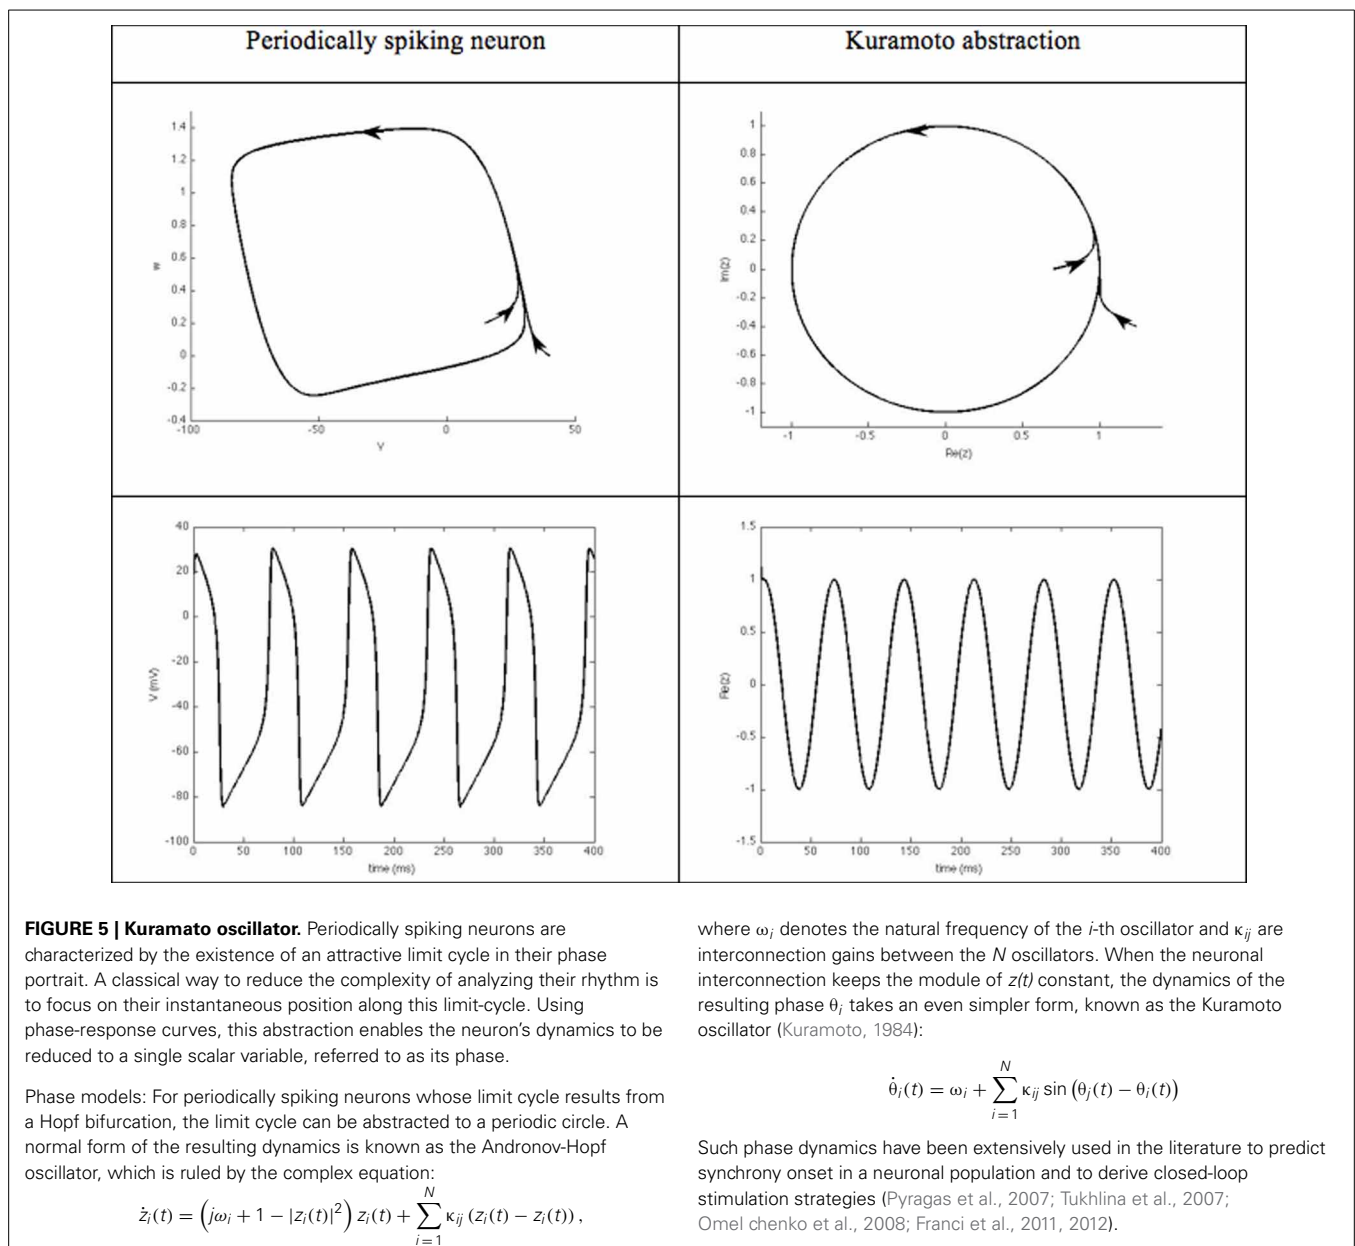 Periodically spiking neuron
Kuramoto abstraction
1.4
1.2
1
0.8
0.6
0.4
0.2
0
-0.2
-0.4
w
-100
-50
0
50
V
1
0.8
0.6
0.4
0.2
0
-0.2
-0.4
-0.6
-0.8
-1
Im(z)
-1
-0.5
0
0.5
1
Re(z)
40
20
0
-20
-40
-60
-80
-100
V (mV)
0
50
100
150
200
250
300
350
400
time (ms)
1.5
1
0.5
0
-0.5
-1
-1.5
Re(z)
0
50
100
150
200
250
300
350
400
time (ms)
FIGURE 5 | Kuramato oscillator. Periodically spiking neurons are
characterized by the existence of an attractive limit cycle in their phase
portrait. A classical way to reduce the complexity of analyzing their rhythm is
to focus on their instantaneous position along this limit-cycle. Using
phase-response curves, this abstraction enables the neuron's dynamics to be
reduced to a single scalar variable, referred to as its phase.
Phase models: For periodically spiking neurons whose limit cycle results from
a Hopf bifurcation, the limit cycle can be abstracted to a periodic circle. A
normal form of the resulting dynamics is known as the Andronov-Hopf
oscillator, which is ruled by the complex equation:
ż_i(t) = (jω_i + 1 − |z_i(t)|²) z_i(t) + ∑_{i=1}^{N} κ_ij (z_i(t) − z_i(t)),
where ω_i denotes the natural frequency of the i-th oscillator and κ_ij are
interconnection gains between the N oscillators. When the neuronal
interconnection keeps the module of z(t) constant, the dynamics of the
resulting phase θ_i takes an even simpler form, known as the Kuramoto
oscillator (Kuramoto, 1984):
θ̇_i(t) = ω_i + ∑_{i=1}^{N} κ_ij sin (θ_j(t) − θ_i(t))
Such phase dynamics have been extensively used in the literature to predict
synchrony onset in a neuronal population and to derive closed-loop
stimulation strategies (Pyragas et al., 2007; Tukhlina et al., 2007;
Omel chenko et al., 2008; Franci et al., 2011, 2012).